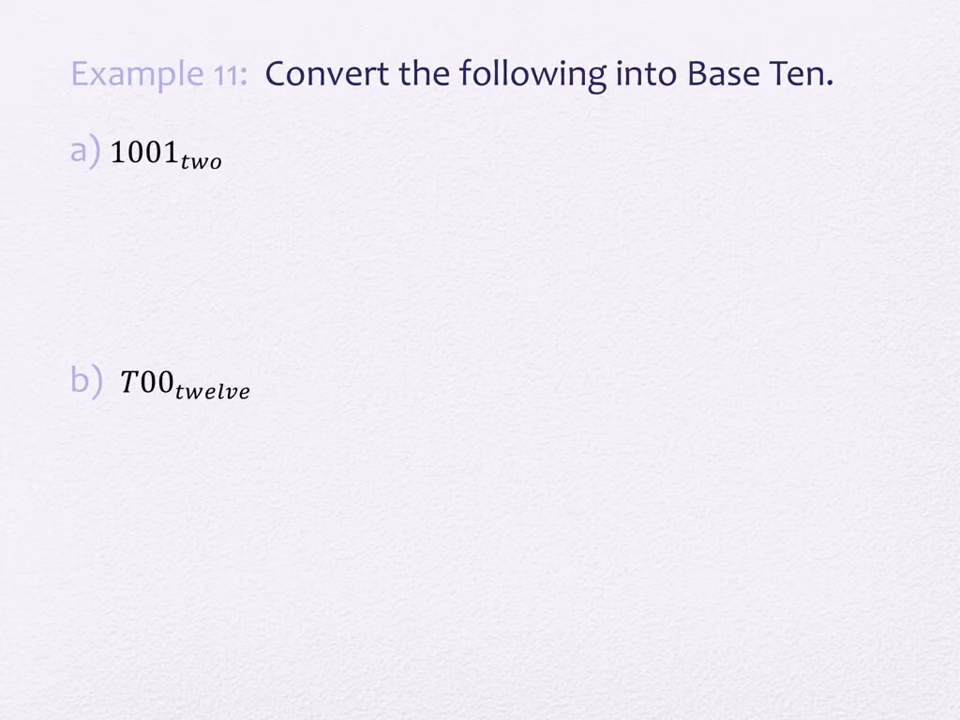 Example 11: Convert the following into Base Ten.
a) 1001two
b) T00twelve